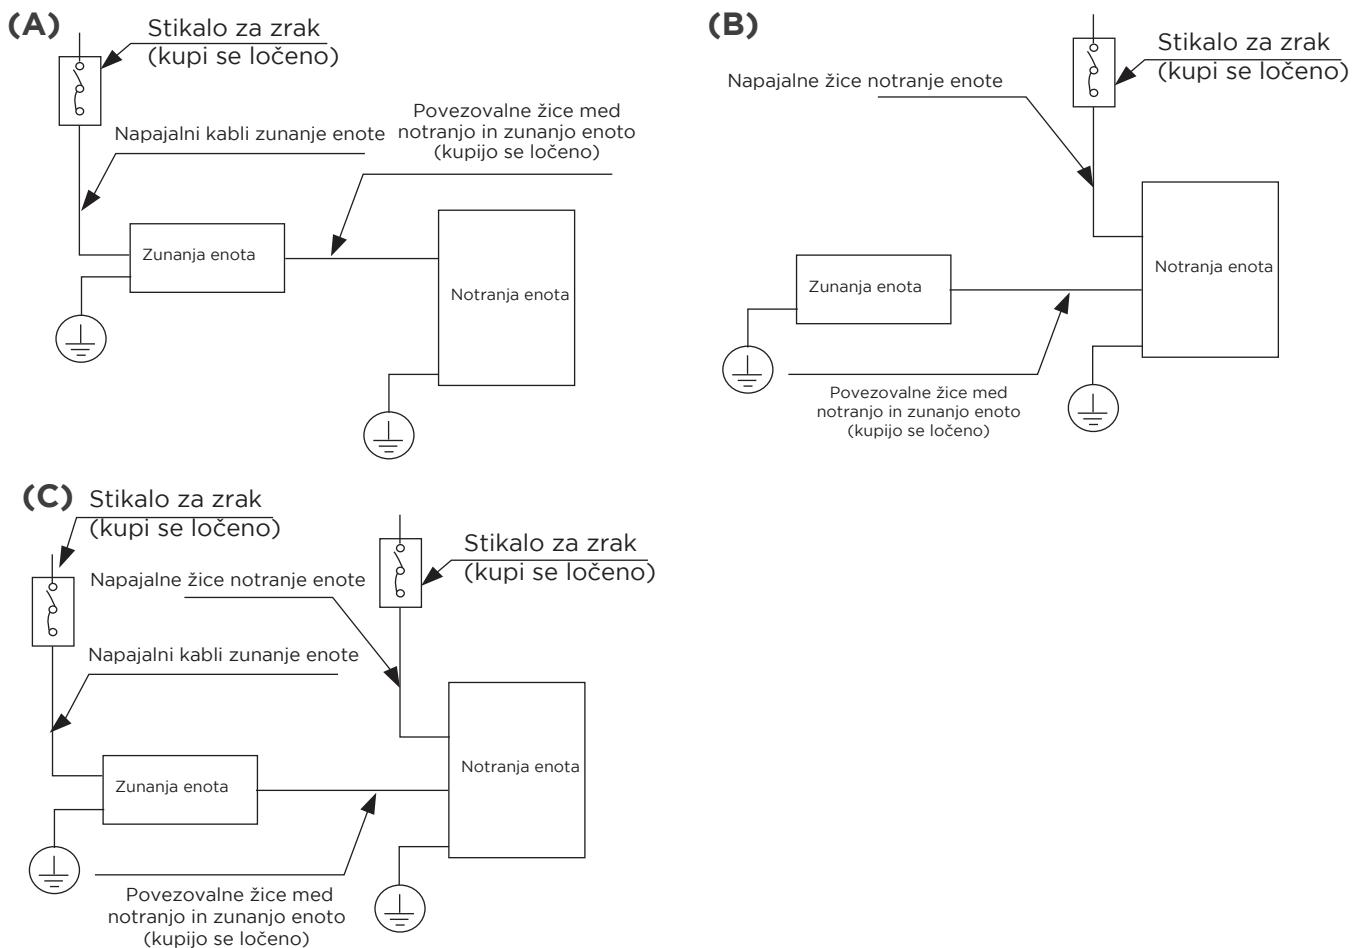 (A)
Stikalo za zrak
(kupi se ločeno)
Napajalni kabli zunanje enote
Povezovalne žice med
notranjo in zunanjo enoto
(kupijo se ločeno)
Zunanja enota
Notranja enota
(B)
Stikalo za zrak
(kupi se ločeno)
Napajalne žice notranje enote
Notranja enota
Zunanja enota
Povezovalne žice med
notranjo in zunanjo enoto
(kupijo se ločeno)
(C)
Stikalo za zrak
(kupi se ločeno)
Stikalo za zrak
(kupi se ločeno)
Napajalne žice notranje enote
Napajalni kabli zunanje enote
Notranja enota
Zunanja enota
Povezovalne žice med
notranjo in zunanjo enoto
(kupijo se ločeno)